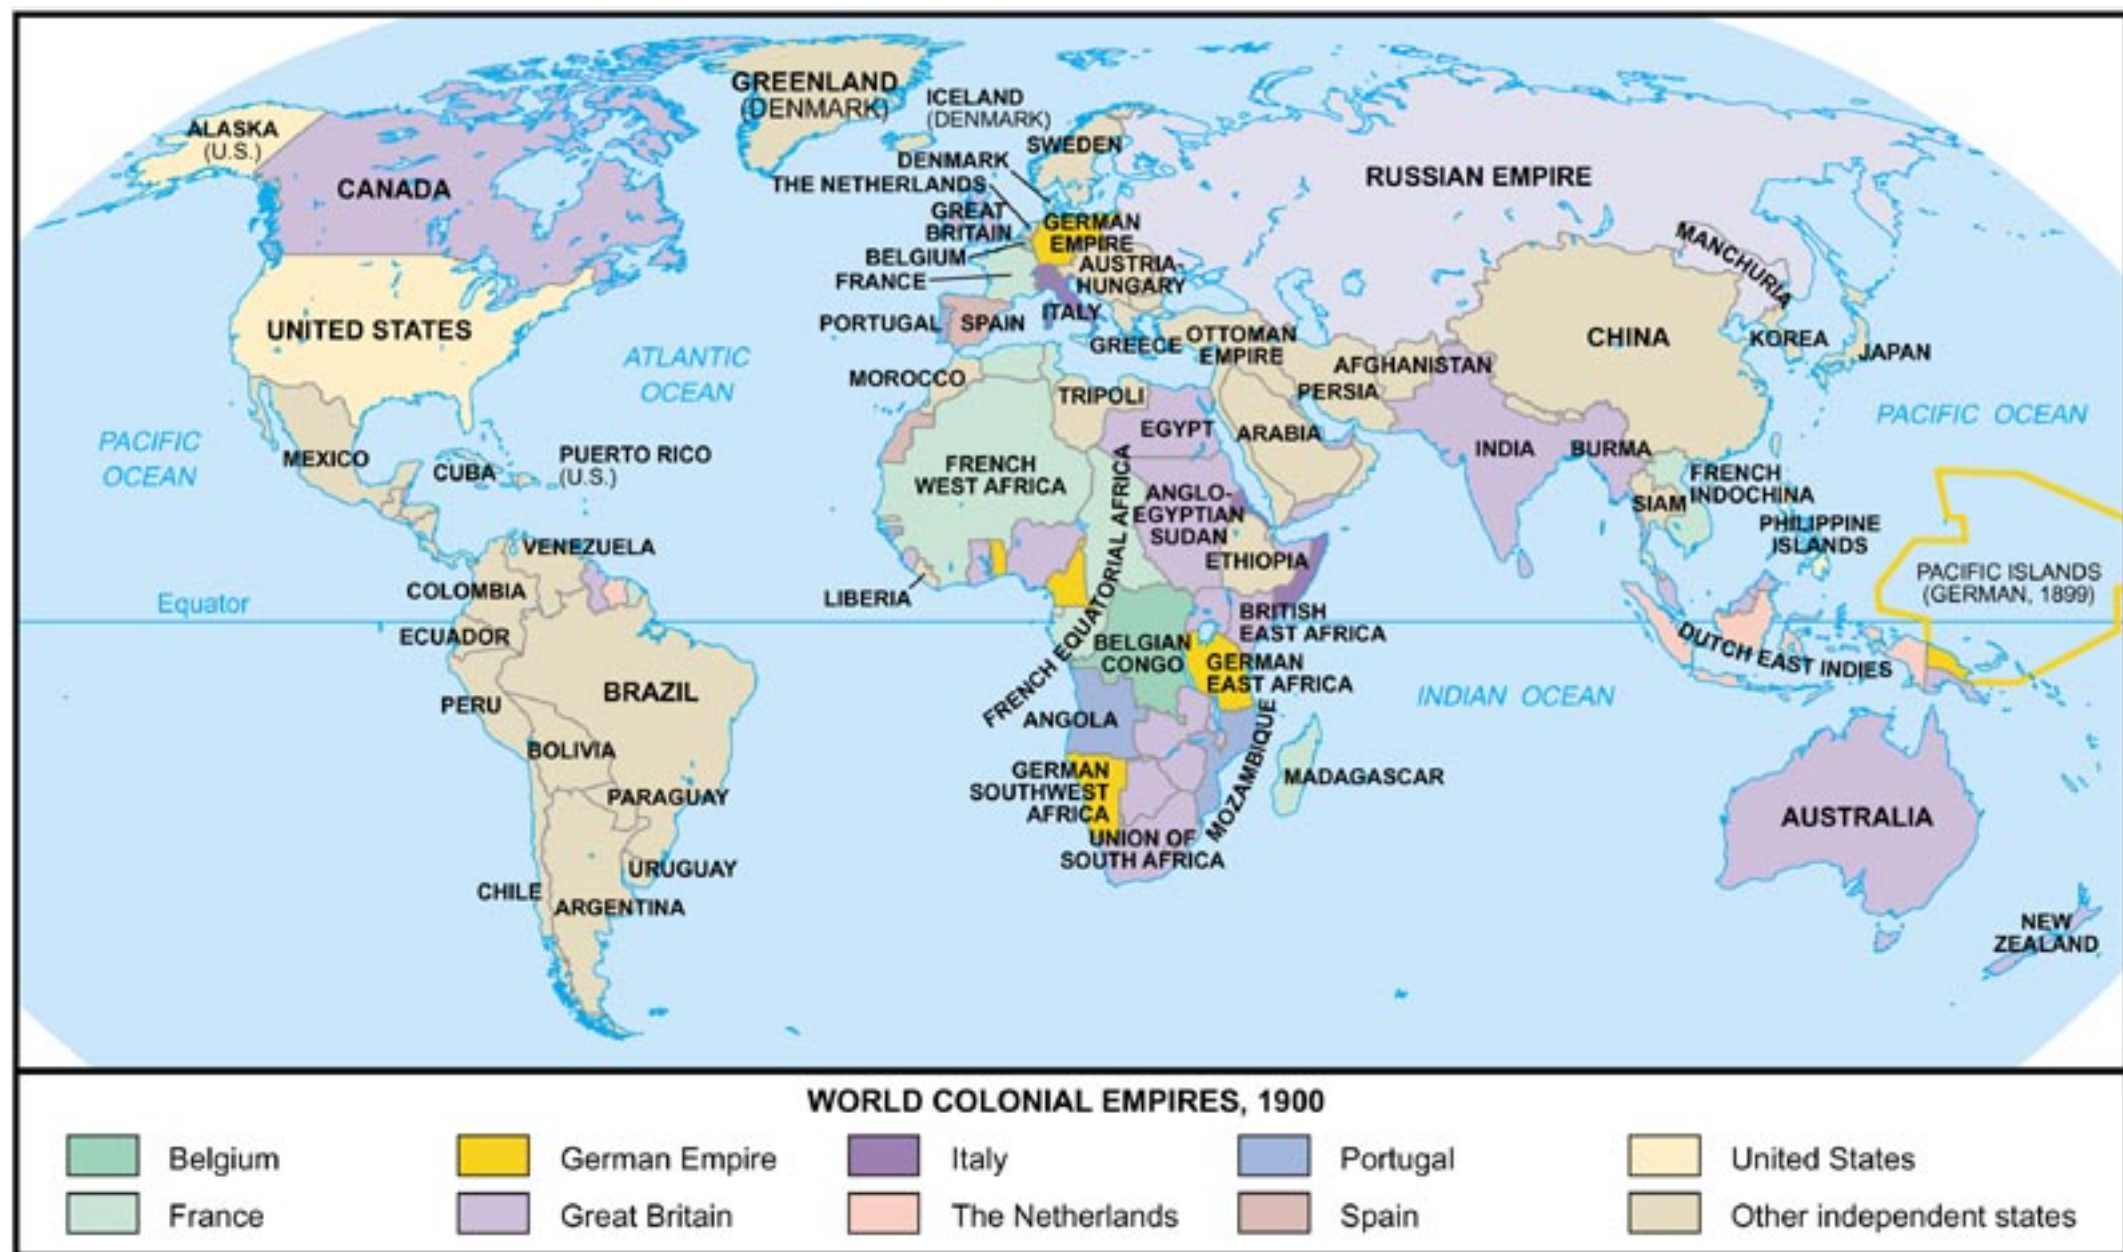 GREENLAND
(DENMARK)
ICELAND
(DENMARK)
ALASKA
(U.S.)
CANADA
SWEDEN
DENMARK
THE NETHERLANDS
GREAT
BRITAIN
GERMAN
EMPIRE
BELGIUM
FRANCE
AUSTRIA-
HUNGARY
RUSSIAN EMPIRE
MANCHURIA
UNITED STATES
ATLANTIC
OCEAN
PORTUGAL
SPAIN
ITALY
GREECE
OTTOMAN
EMPIRE
AFGHANISTAN
PERSIA
CHINA
KOREA
JAPAN
MOROCCO
TRIPOLI
EGYPT
ARABIA
INDIA
BURMA
PACIFIC OCEAN
PACIFIC
OCEAN
MEXICO
CUBA
PUERTO RICO
(U.S.)
FRENCH
WEST AFRICA
ANGLO-
EGYPTIAN
SUDAN
FRENCH
INDOCHINA
SIAM
PHILIPPINE
ISLANDS
VENEZUELA
COLOMBIA
LIBERIA
FRENCH EQUATORIAL AFRICA
ETHIOPIA
PACIFIC ISLANDS
(GERMAN, 1899)
Equator
ECUADOR
BRITISH
EAST AFRICA
BELGIAN
CONGO
GERMAN
EAST AFRICA
DUTCH EAST INDIES
PERU
BRAZIL
INDIAN OCEAN
ANGOLA
BOLIVIA
MOZAMBIQUE
MADAGASCAR
PARAGUAY
GERMAN
SOUTHWEST
AFRICA
UNION OF
SOUTH AFRICA
AUSTRALIA
URUGUAY
CHILE
ARGENTINA
NEW
ZEALAND
WORLD COLONIAL EMPIRES, 1900
Belgium
German Empire
Italy
Portugal
United States
France
Great Britain
The Netherlands
Spain
Other independent states